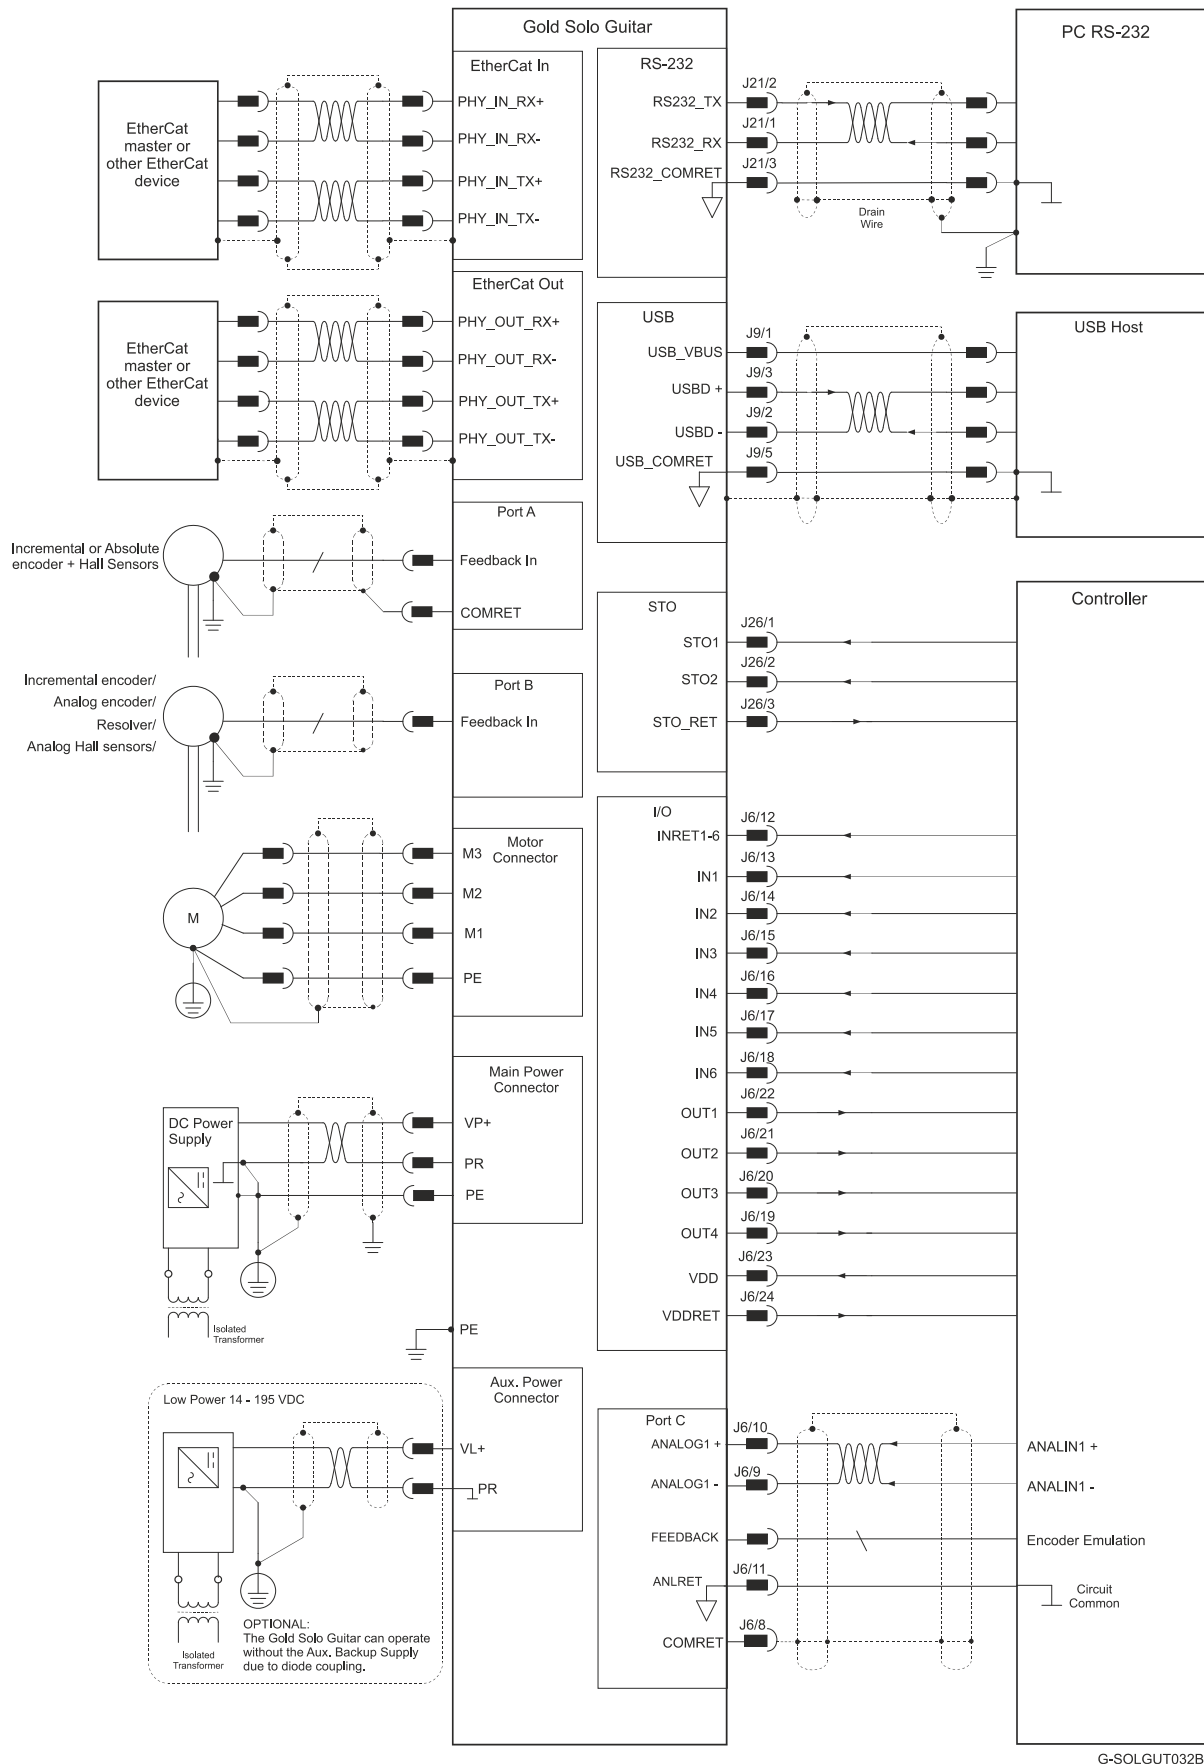 Gold Solo Guitar
PC RS-232
EtherCat In
EtherCat
master or
other EtherCat
device
PHY_IN_RX+
PHY_IN_RX-
PHY_IN_TX+
PHY_IN_TX-
EtherCat Out
EtherCat
master or
other EtherCat
device
PHY_OUT_RX+
PHY_OUT_RX-
PHY_OUT_TX+
PHY_OUT_TX-
Port A
Incremental or Absolute
encoder + Hall Sensors
Feedback In
COMRET
Port B
Incremental encoder/
Analog encoder/
Resolver/
Analog Hall sensors/
Feedback In
Motor
Connector
M
M3
M2
M1
PE
Main Power
Connector
DC Power
Supply
VP+
PR
PE
Isolated
Transformer
PE
Aux. Power
Connector
Low Power 14 - 195 VDC
VL+
PR
Isolated
Transformer
OPTIONAL:
The Gold Solo Guitar can operate
without the Aux. Backup Supply
due to diode coupling.
RS-232
RS232_TX
J21/2
RS232_RX
J21/1
RS232_COMRET
J21/3
Drain
Wire
USB
USB Host
USB_VBUS
J9/1
USBD +
J9/3
USBD -
J9/2
USB_COMRET
J9/5
STO
Controller
STO1
J26/1
STO2
J26/2
STO_RET
J26/3
I/O
INRET1-6
J6/12
IN1
J6/13
IN2
J6/14
IN3
J6/15
IN4
J6/16
IN5
J6/17
IN6
J6/18
OUT1
J6/22
OUT2
J6/21
OUT3
J6/20
OUT4
J6/19
VDD
J6/23
VDDRET
J6/24
Port C
ANALOG1 +
J6/10
ANALIN1 +
ANALOG1 -
J6/9
ANALIN1 -
FEEDBACK
Encoder Emulation
ANLRET
J6/11
Circuit
Common
COMRET
J6/8
G-SOLGUT032B